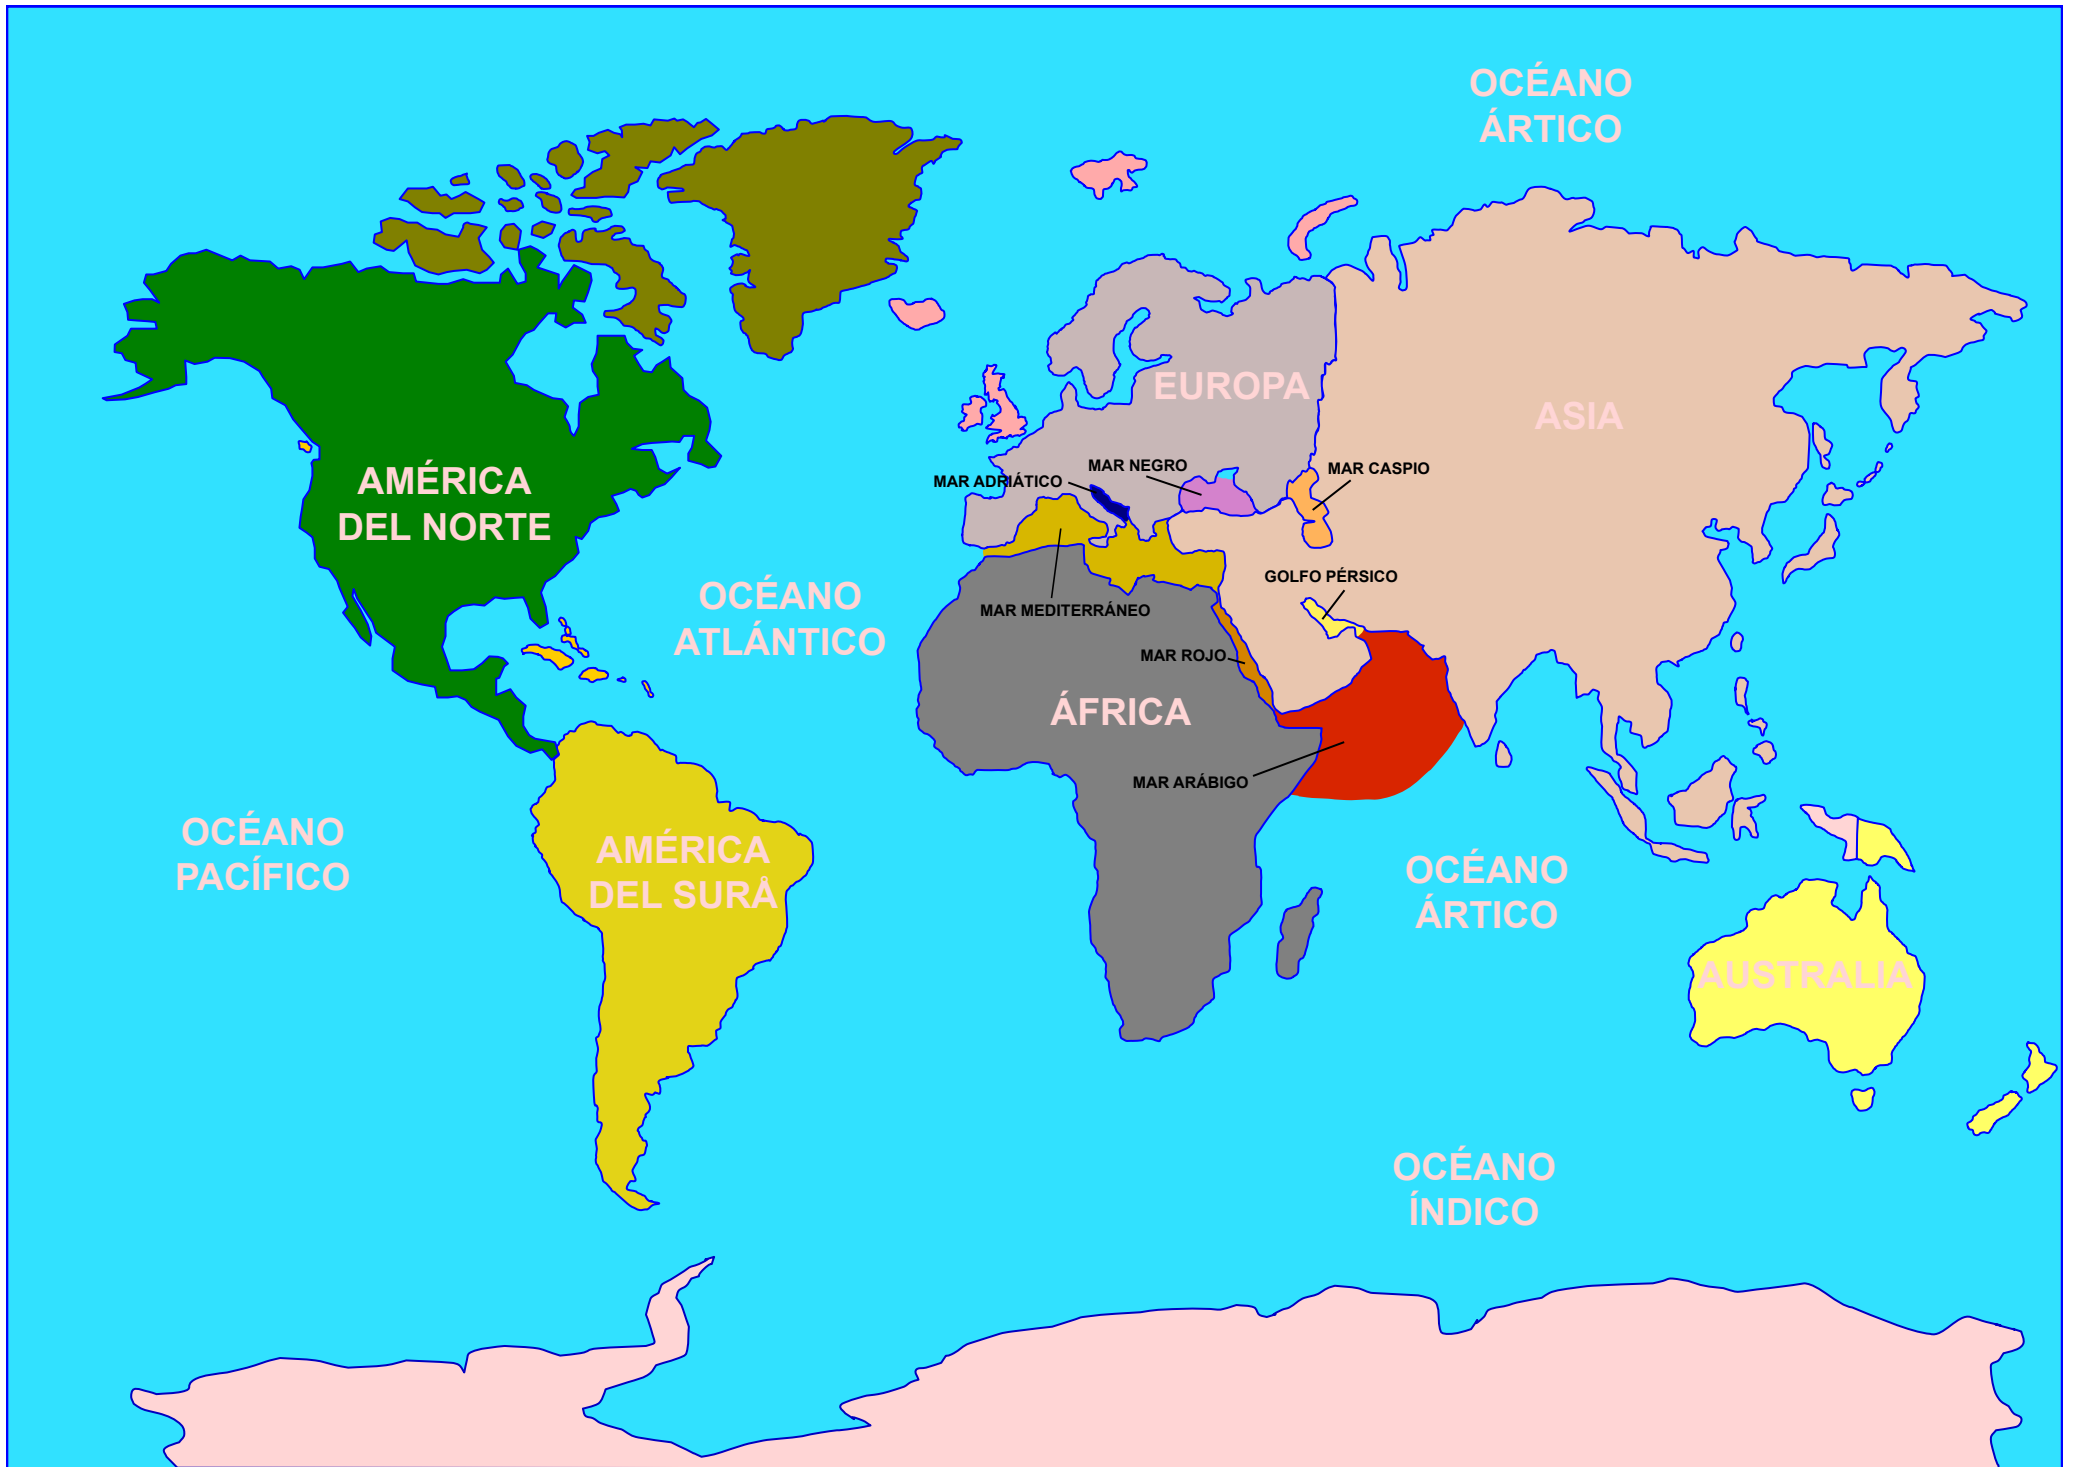 OCÉANO
ÁRTICO
EUROPA
ASIA
MAR NEGRO
MAR CASPIO
MAR ADRIÁTICO
AMÉRICA
DEL NORTE
GOLFO PÉRSICO
OCÉANO
ATLÁNTICO
MAR MEDITERRÁNEO
MAR ROJO
ÁFRICA
MAR ARÁBIGO
OCÉANO
PACÍFICO
AMÉRICA
DEL SURÅ
OCÉANO
ÁRTICO
AUSTRALIA
OCÉANO
ÍNDICO